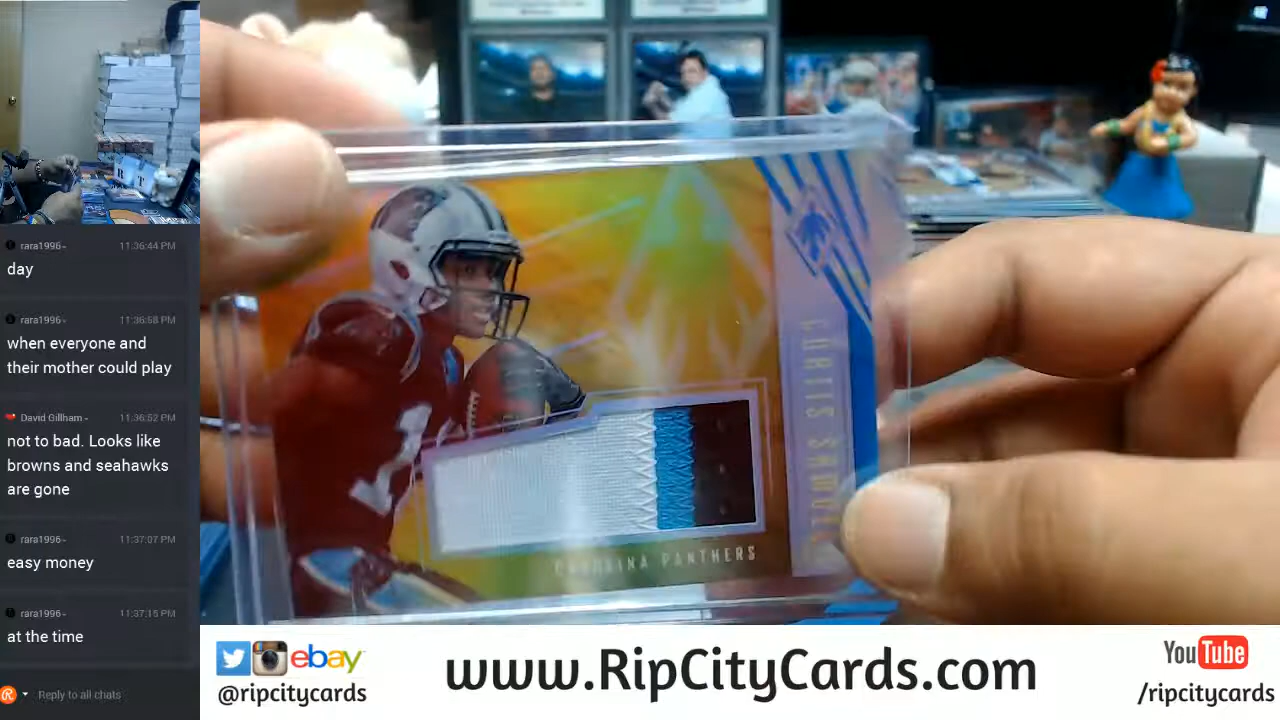 rara1996- 11:36:44 PM
day
rara1996- 11:36:58 PM
when everyone and
their mother could play
David Gillham- 11:36:52 PM
not to bad. Looks like
browns and seahawks
are gone
rara1996- 11:37:07 PM
easy money
rara1996- 11:37:15 PM
at the time
Reply to all chats
R T
1
CURTIS SAMUEL
CAROLINA PANTHERS
ebay
@ripcitycards
www.RipCityCards.com
YouTube
/ripcitycards